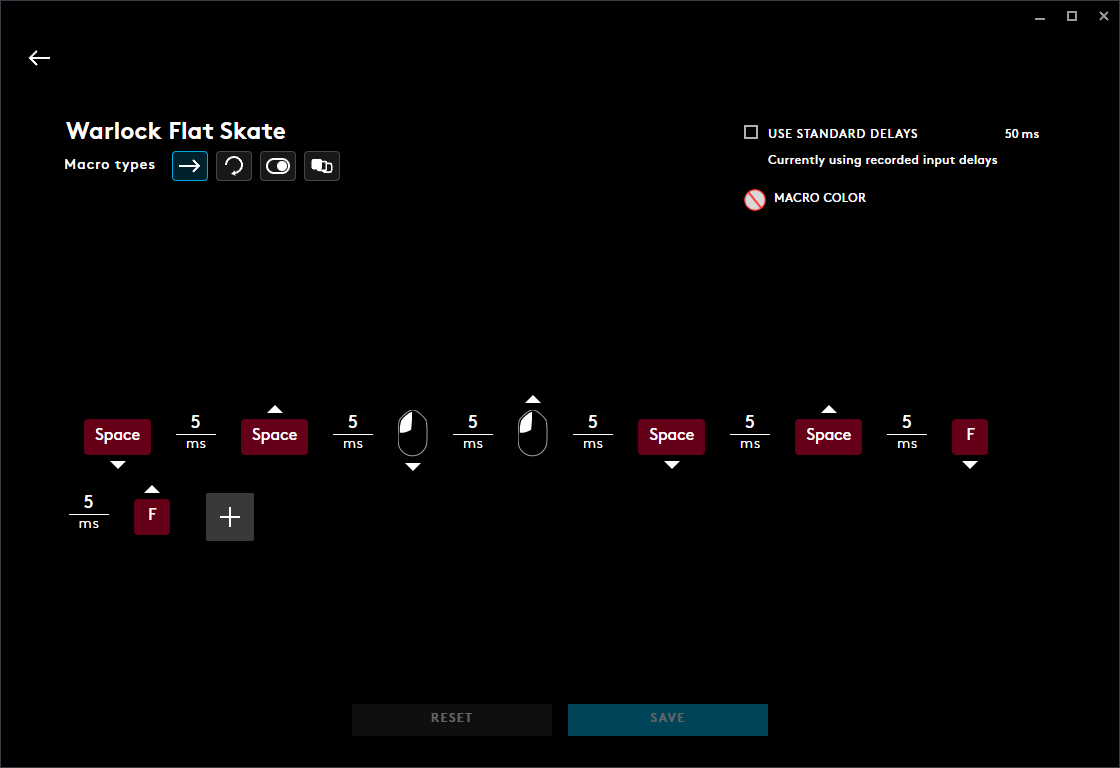 Warlock Flat Skate
Macro types
USE STANDARD DELAYS 50 ms
Currently using recorded input delays
MACRO COLOR
Space 5 ms Space 5 ms 5 ms 5 ms Space 5 ms Space 5 ms F
5 ms F
RESET SAVE